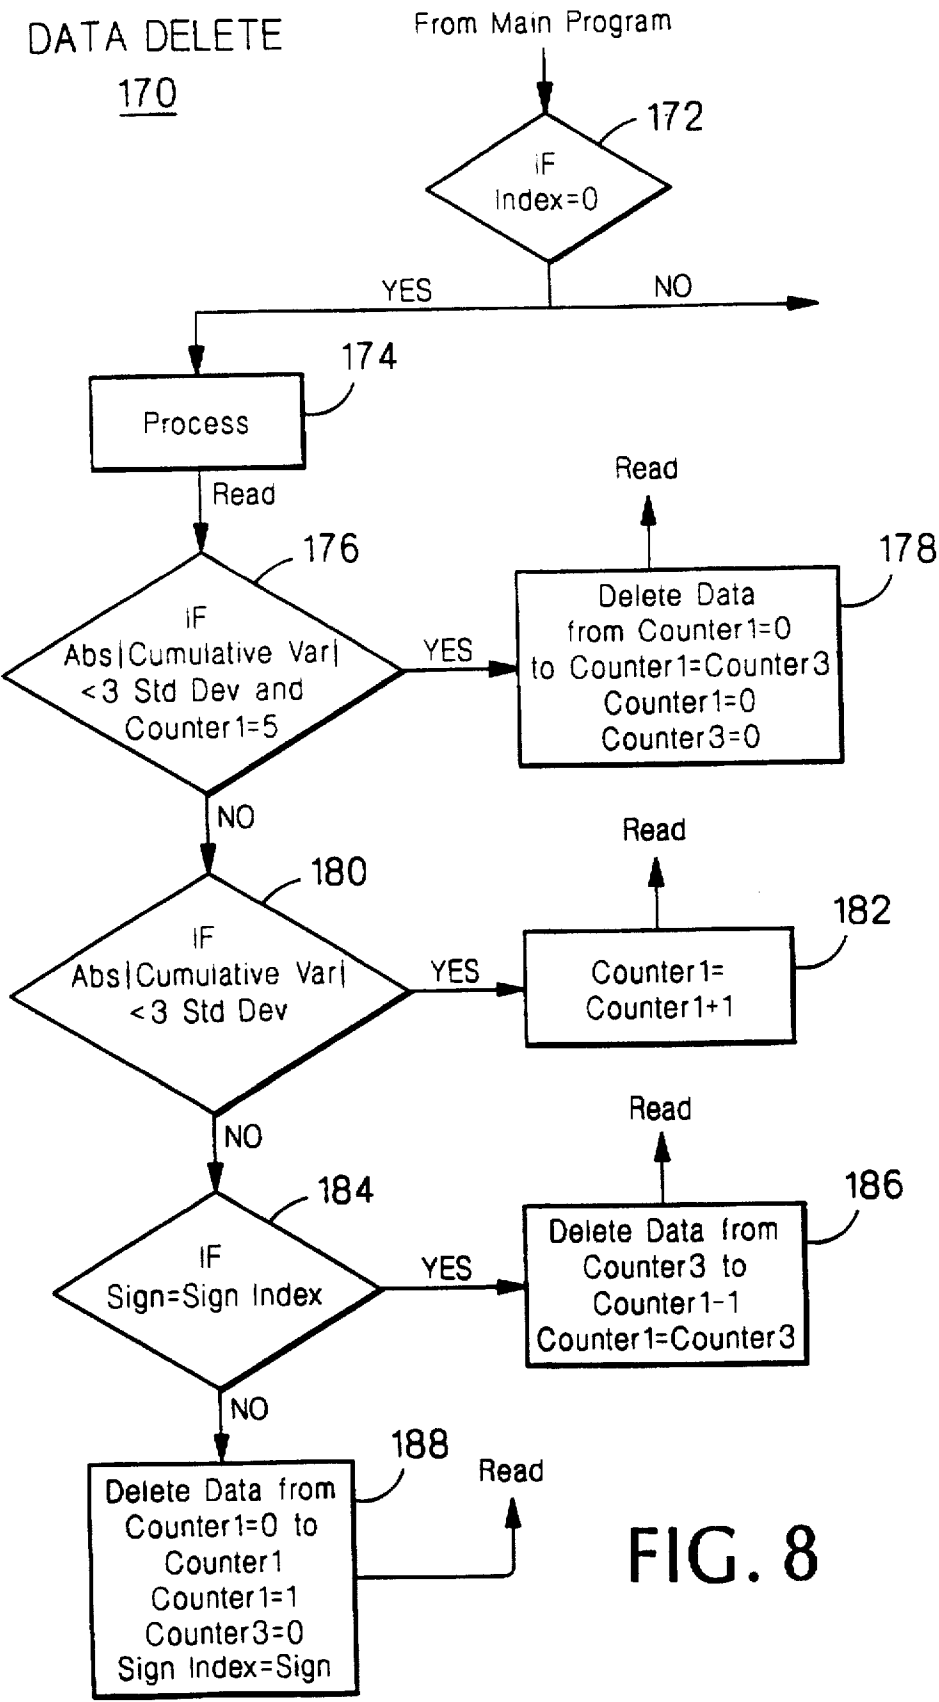 DATA DELETE
170
From Main Program
172
IF
Index=0
YES
NO
174
Process
Read
176
IF
Abs|Cumulative Var|
<3 Std Dev and
Counter1=5
YES
Read
178
Delete Data
from Counter1=0
to Counter1=Counter3
Counter1=0
Counter3=0
NO
180
IF
Abs|Cumulative Var|
<3 Std Dev
YES
Read
182
Counter1=
Counter1+1
NO
184
IF
Sign=Sign Index
YES
Read
186
Delete Data from
Counter3 to
Counter1-1
Counter1=Counter3
NO
188
Delete Data from
Counter1=0 to
Counter1
Counter1=1
Counter3=0
Sign Index=Sign
Read
FIG. 8